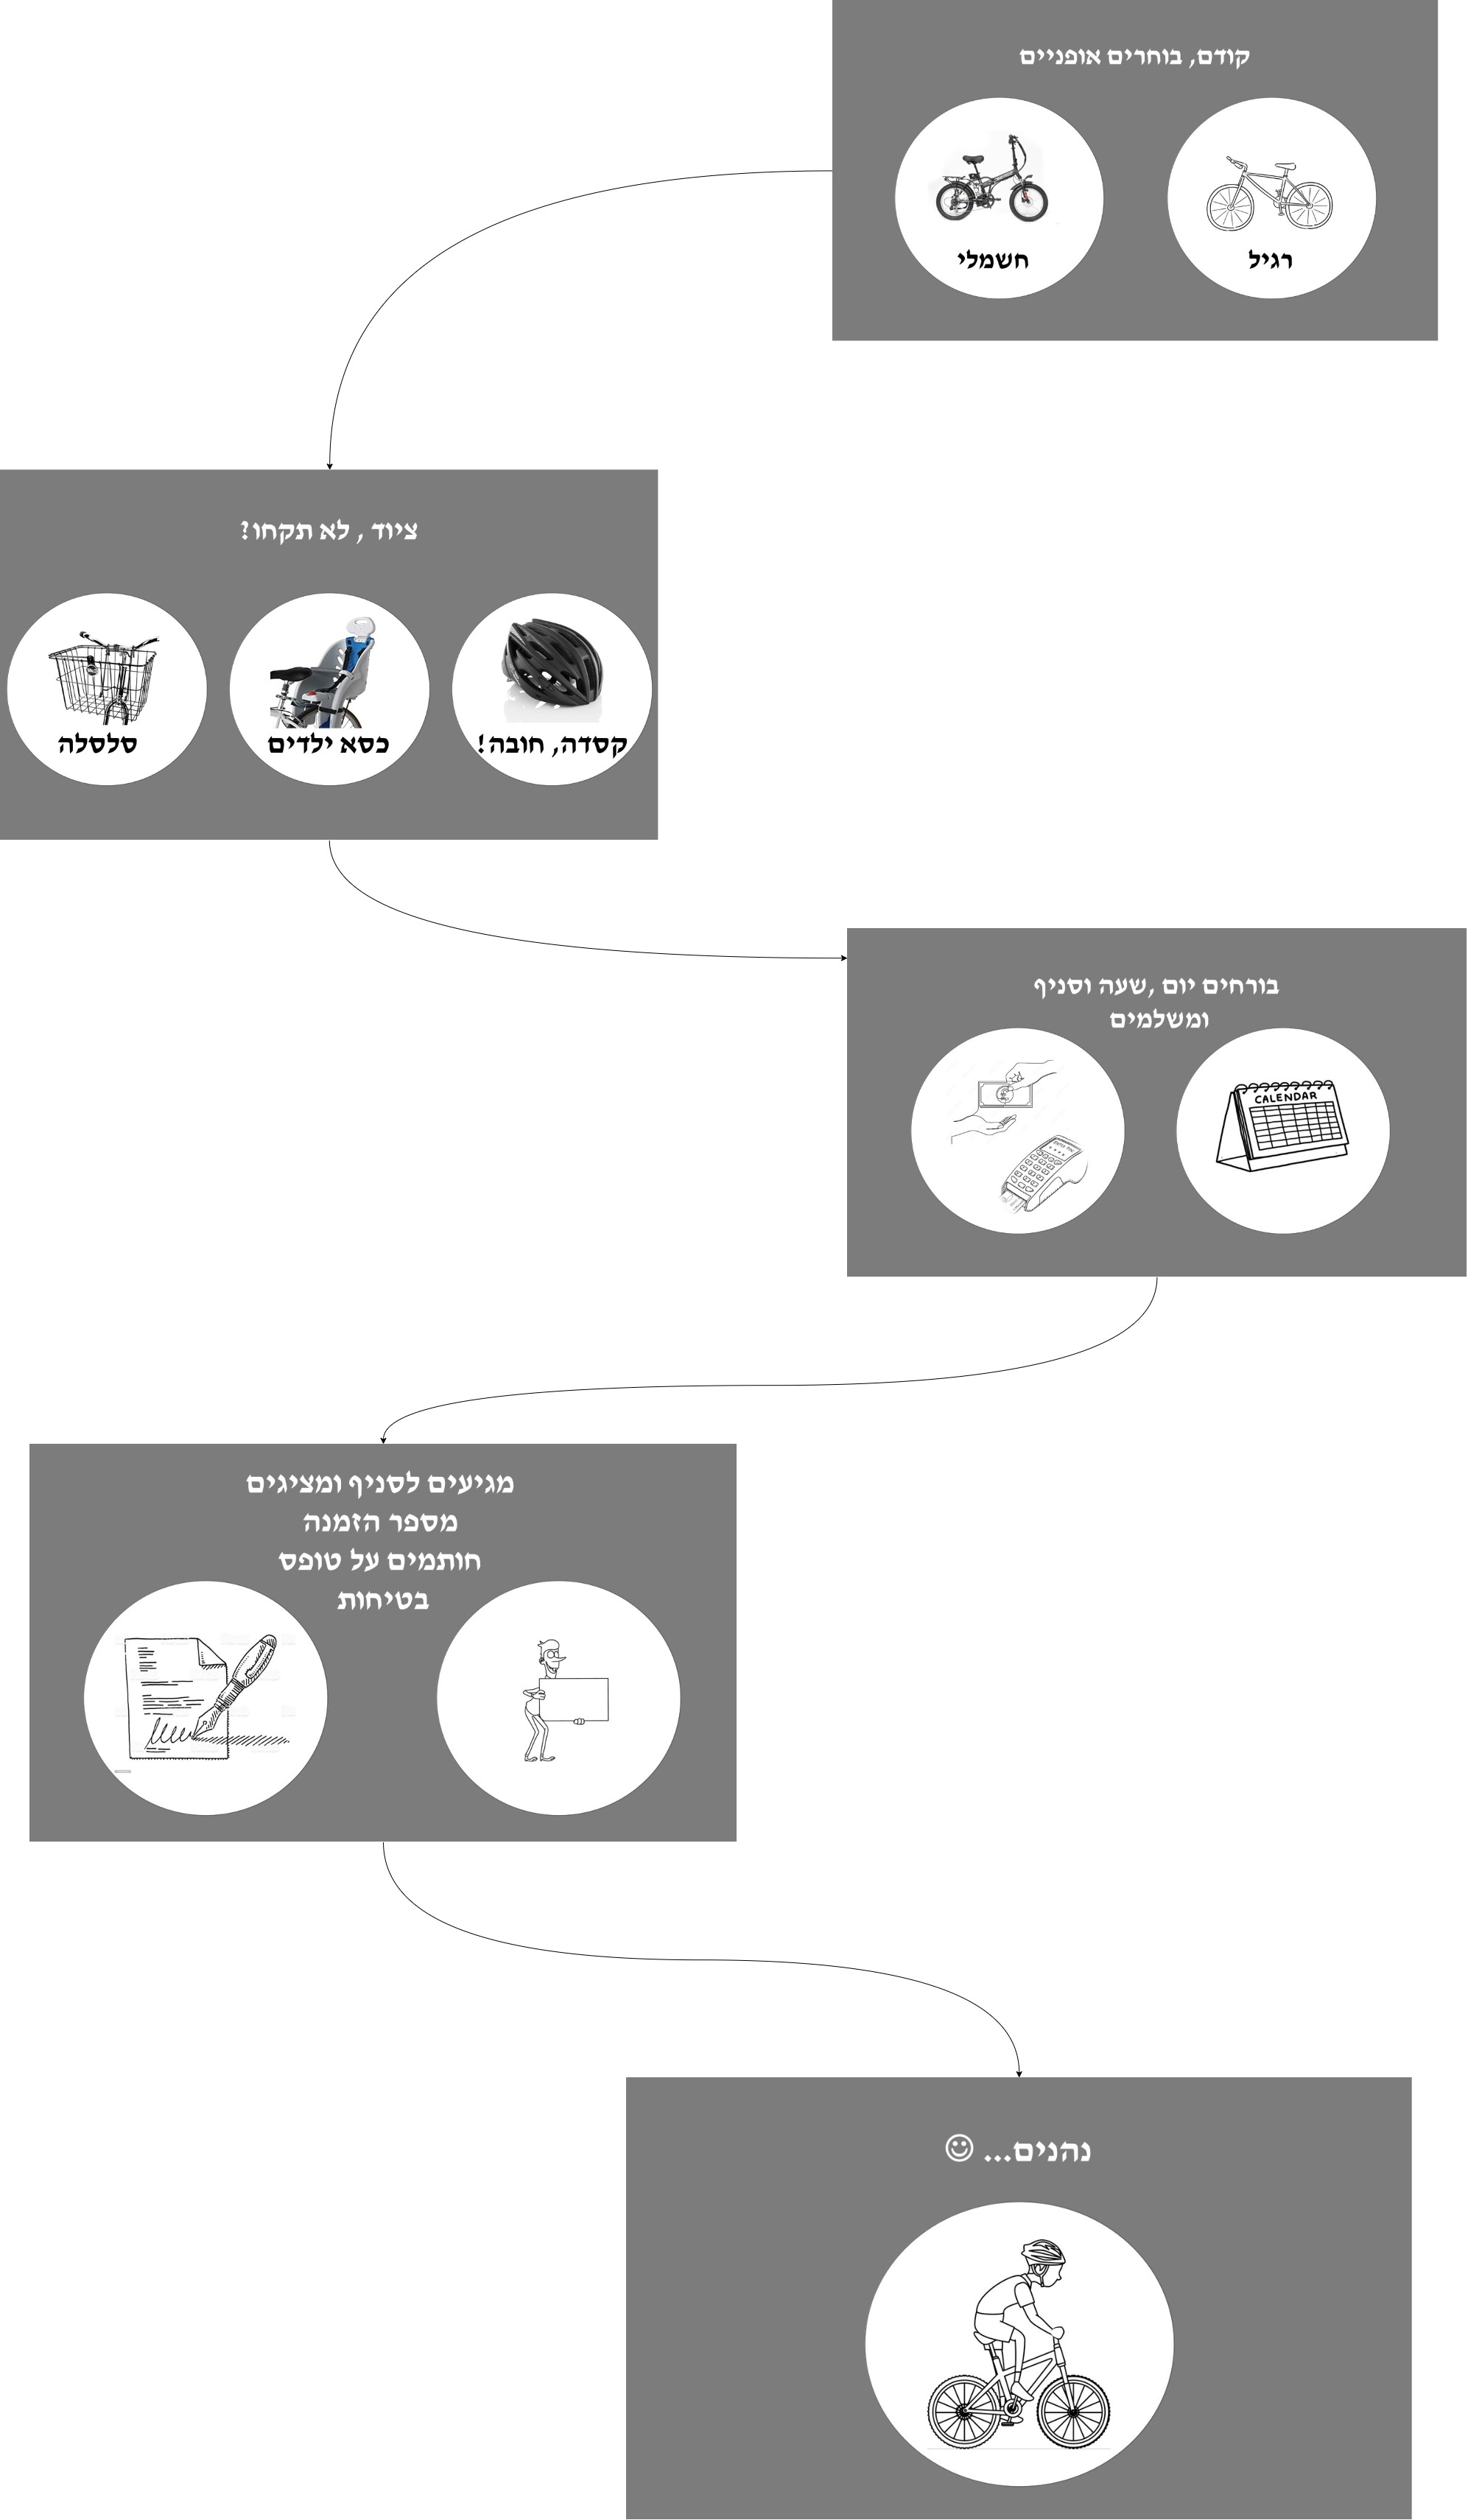 קודם, בוחרים אופניים
רגיל
חשמלי
ציוד , לא תקחו!
קסדה, חובה!
כסא ילדים
סלסלה
בורחים יום ,שעה וסניף
ומשלמים
CALENDAR
מגיעים לסניף ומציגים
מספר הזמנה
חותמים על טופס
בטיחות
נהנים... ☺